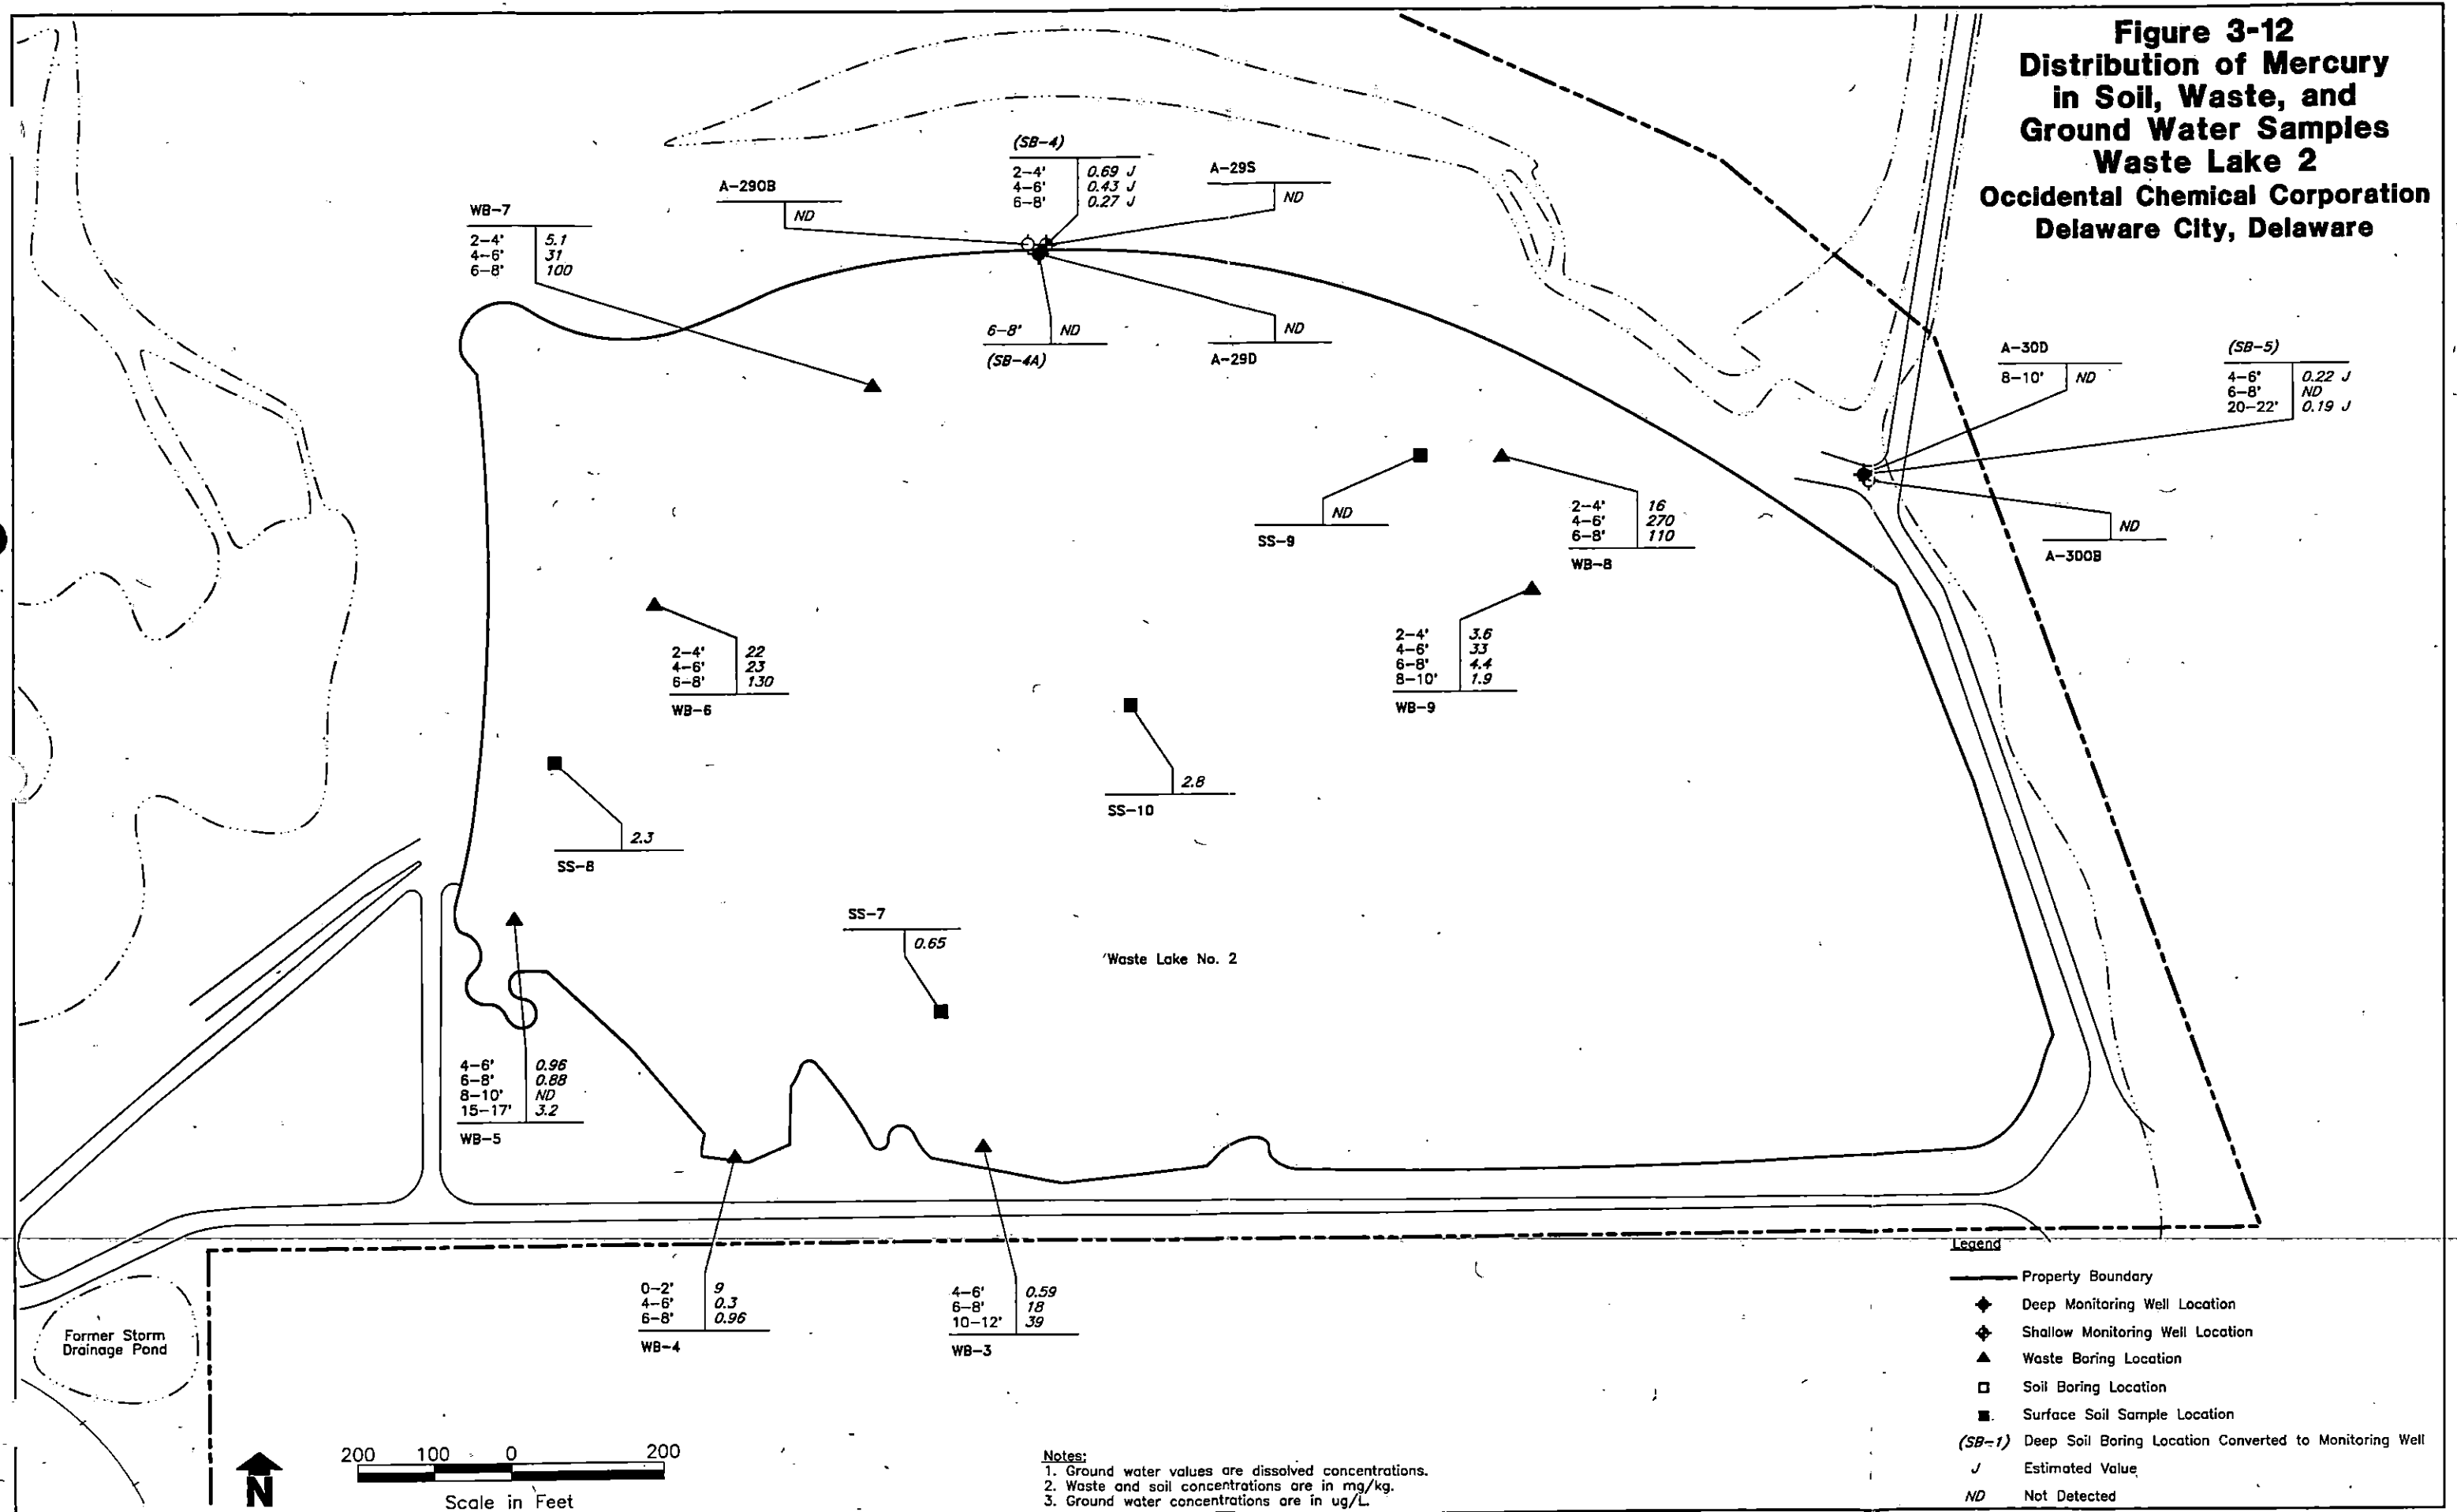 Figure 3-12
Distribution of Mercury
in Soil, Waste, and
Ground Water Samples
Waste Lake 2
Occidental Chemical Corporation
Delaware City, Delaware
(SB-4)
2-4' 0.69 J
4-6' 0.43 J
6-8' 0.27 J
A-29OB
ND
A-29S
ND
WB-7
2-4' 5.1
4-6' 31
6-8' 100
6-8' ND
(SB-4A)
ND
A-29D
A-30D
8-10' ND
(SB-5)
4-6' 0.22 J
6-8' ND
20-22' 0.19 J
ND
SS-9
2-4' 16
4-6' 270
6-8' 110
WB-8
ND
A-30OB
2-4' 22
4-6' 23
6-8' 130
WB-6
2-4' 3.6
4-6' 33
6-8' 4.4
8-10' 1.9
WB-9
2.8
SS-10
2.3
SS-8
SS-7
0.65
Waste Lake No. 2
4-6' 0.96
6-8' 0.88
8-10' ND
15-17' 3.2
WB-5
0-2' 9
4-6' 0.3
6-8' 0.96
WB-4
4-6' 0.59
6-8' 18
10-12' 39
WB-3
Former Storm
Drainage Pond
N
200 100 0 200
Scale in Feet
Notes:
1. Ground water values are dissolved concentrations.
2. Waste and soil concentrations are in mg/kg.
3. Ground water concentrations are in ug/L.
Legend
Property Boundary
Deep Monitoring Well Location
Shallow Monitoring Well Location
Waste Boring Location
Soil Boring Location
Surface Soil Sample Location
(SB-1) Deep Soil Boring Location Converted to Monitoring Well
J Estimated Value
ND Not Detected